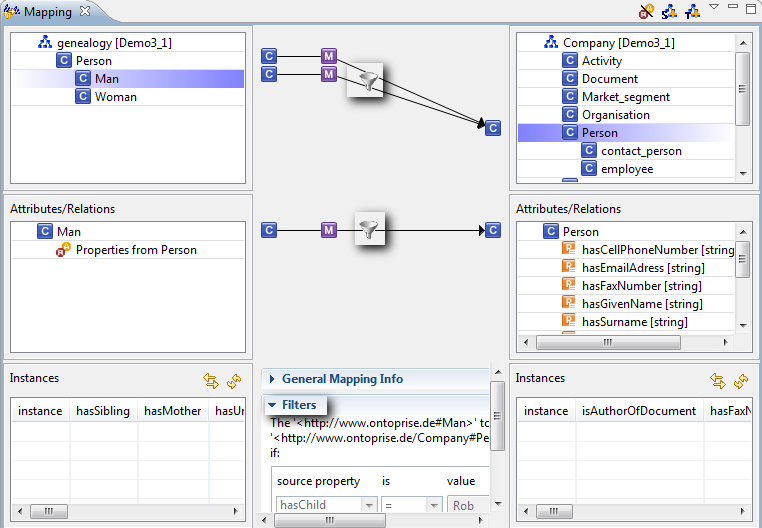 Mapping
genealogy [Demo3_1]
C Person
C Man
C Woman
C M
C M
C
Company [Demo3_1]
C Activity
C Document
C Market_segment
C Organisation
C Person
C contact_person
C employee
Attributes/Relations
C Man
Properties from Person
C M C
Attributes/Relations
C Person
hasCellPhoneNumber [string
hasEmailAdress [string]
hasFaxNumber [string]
hasGivenName [string]
hasSurname [string]
Instances
instance hasSibling hasMother hasUr
General Mapping Info
Filters
The '<http://www.ontoprise.de#Man>' to
'<http://www.ontoprise.de/Company#Pe
if:
source property is value
hasChild = Rob
Instances
instance isAuthorOfDocument hasFaxN